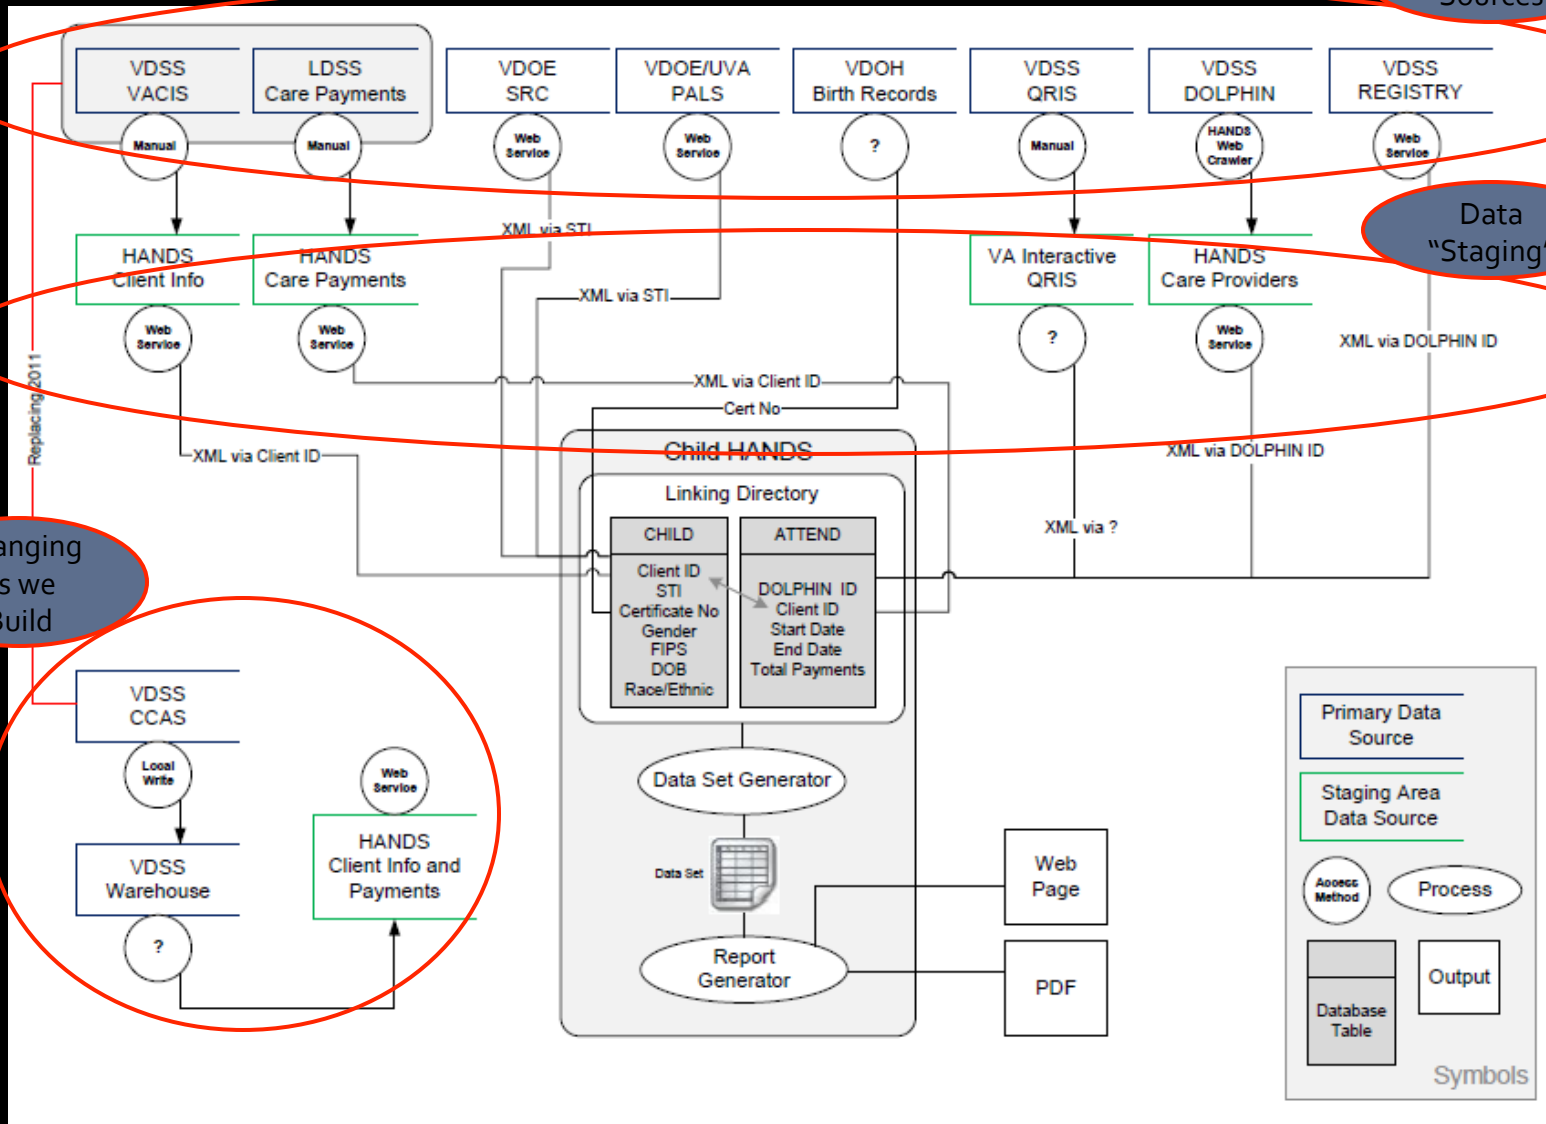 Sources
VDSS
VACIS
LDSS
Care Payments
VDOE
SRC
VDOE/UVA
PALS
VDOH
Birth Records
VDSS
QRIS
VDSS
DOLPHIN
VDSS
REGISTRY
Manual
Manual
Web
Service
Web
Service
?
Manual
HANDS
Web
Crawler
Web
Service
Data
"Staging"
XML via STI
HANDS
Client Info
HANDS
Care Payments
VA Interactive
QRIS
HANDS
Care Providers
XML via STI
Web
Service
Web
Service
?
Web
Service
XML via DOLPHIN ID
Replacing 2011
XML via Client ID
Cert No
XML via Client ID
XML via DOLPHIN ID
Child HANDS
Linking Directory
CHILD
ATTEND
XML via ?
Client ID
STI
Certificate No
Gender
FIPS
DOB
Race/Ethnic
DOLPHIN ID
Client ID
Start Date
End Date
Total Payments
anging
s we
Build
VDSS
CCAS
Local
Write
Web
Service
VDSS
Warehouse
HANDS
Client Info and
Payments
?
Data Set Generator
Data Set
Report
Generator
Web
Page
PDF
Primary Data
Source
Staging Area
Data Source
Access
Method
Process
Database
Table
Output
Symbols